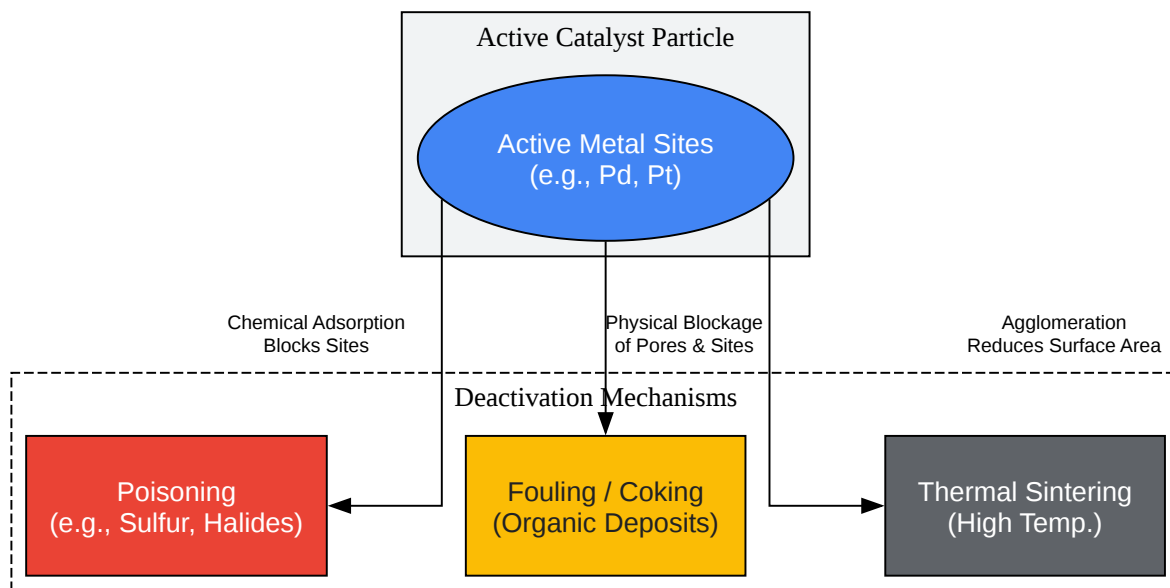 Active Catalyst Particle
Active Metal Sites
(e.g., Pd, Pt)
Chemical Adsorption
Blocks Sites
Physical Blockage
of Pores & Sites
Agglomeration
Reduces Surface Area
Deactivation Mechanisms
Poisoning
(e.g., Sulfur, Halides)
Fouling / Coking
(Organic Deposits)
Thermal Sintering
(High Temp.)